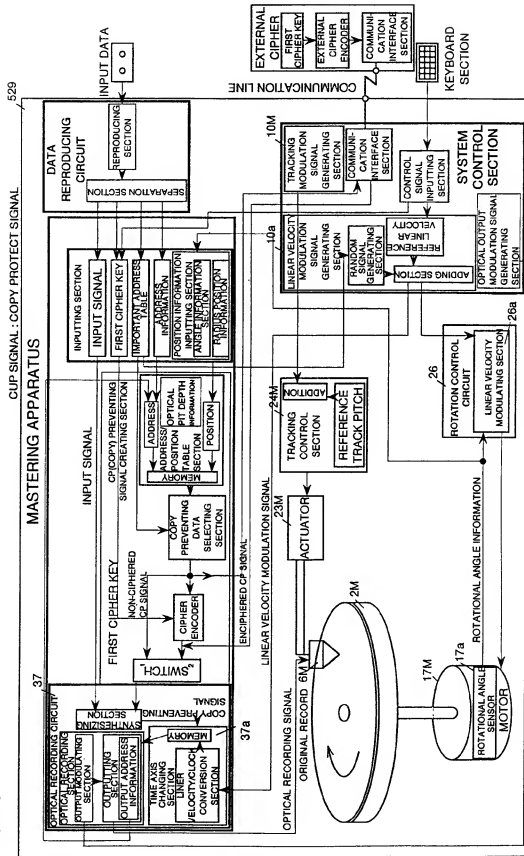 CUP SIGNAL : COPY PROTECT SIGNAL
529
MASTERING APPARATUS
INPUT DATA
DATA
REPRODUCING
CIRCUIT
REPRODUCING
SECTION
SEPARATION SECTION
EXTERNAL
CIPHER
FIRST
CIPHER KEY
EXTERNAL
CIPHER
ENCODER
COMMUNI-
CATION
INTERFACE
SECTION
COMMUNICATION LINE
KEYBOARD
SECTION
INPUTTING
SECTION
INPUT SIGNAL
FIRST CIPHER KEY
IMPORTANT ADDRESS
TABLE
ADDRESS
INFORMATION
POSITION INFORMATION
INPUTTING SECTION
ANGLE INFORMATION
SECTION
RADIUS POSITION
INFORMATION
10M
TRACKING
MODULATION
SIGNAL
GENERATING
SECTION
COMMUNI-
CATION
INTERFACE
SECTION
CONTROL SIGNAL
INPUTTING
SECTION
SYSTEM
CONTROL
SECTION
10a
LINEAR VELOCITY
MODULATION
SIGNAL
GENERATING
SECTION
RANDOM SIGNAL
GENERATING
SECTION
REFERENCE
LINEAR
VELOCITY
ADDING SECTION
OPTICAL OUTPUT
MODULATION SIGNAL
GENERATING
SECTION
INPUT SIGNAL
CP(COPY) PREVENTING
SIGNAL CREATING SECTION
ADDRESS
OPTICAL
PIT DEPTH
INFORMATION
ADDRESS/
POSITION
TABLE
SECTION
POSITION
MEMORY
COPY
PREVENTING
DATA
SELECTING
SECTION
FIRST CIPHER KEY
NON-CIPHERED
CP SIGNAL
CIPHER
ENCODER
ENCIPHERED CP SIGNAL
SWITCH 2
37
OPTICAL RECORDING CIRCUIT
OPTICAL RECORDING
SECTION
OUTPUT MODULATING
SECTION
SYNTHESIZING
SECTION
OUTPUTTING
SECTION
OUTPUT ADDRESS
INFORMATION
COPY PREVENTING
SIGNAL
37a
MEMORY
TIME AXIS
CHANGING
SECTION
LINER
VELOCITY/CLOCK
CONVERSION
SECTION
LINEAR VELOCITY MODULATION SIGNAL
24M
ADDITION
TRACKING
CONTROL
SECTION
REFERENCE
TRACK PITCH
26
ROTATION CONTROL
CIRCUIT
LINEAR VELOCITY
MODULATING SECTION
26a
23M
ACTUATOR
OPTICAL RECORDING SIGNAL
ORIGINAL RECORD
6M
2M
ROTATIONAL ANGLE INFORMATION
17M
17a
ROTATIONAL ANGLE
SENSOR
MOTOR